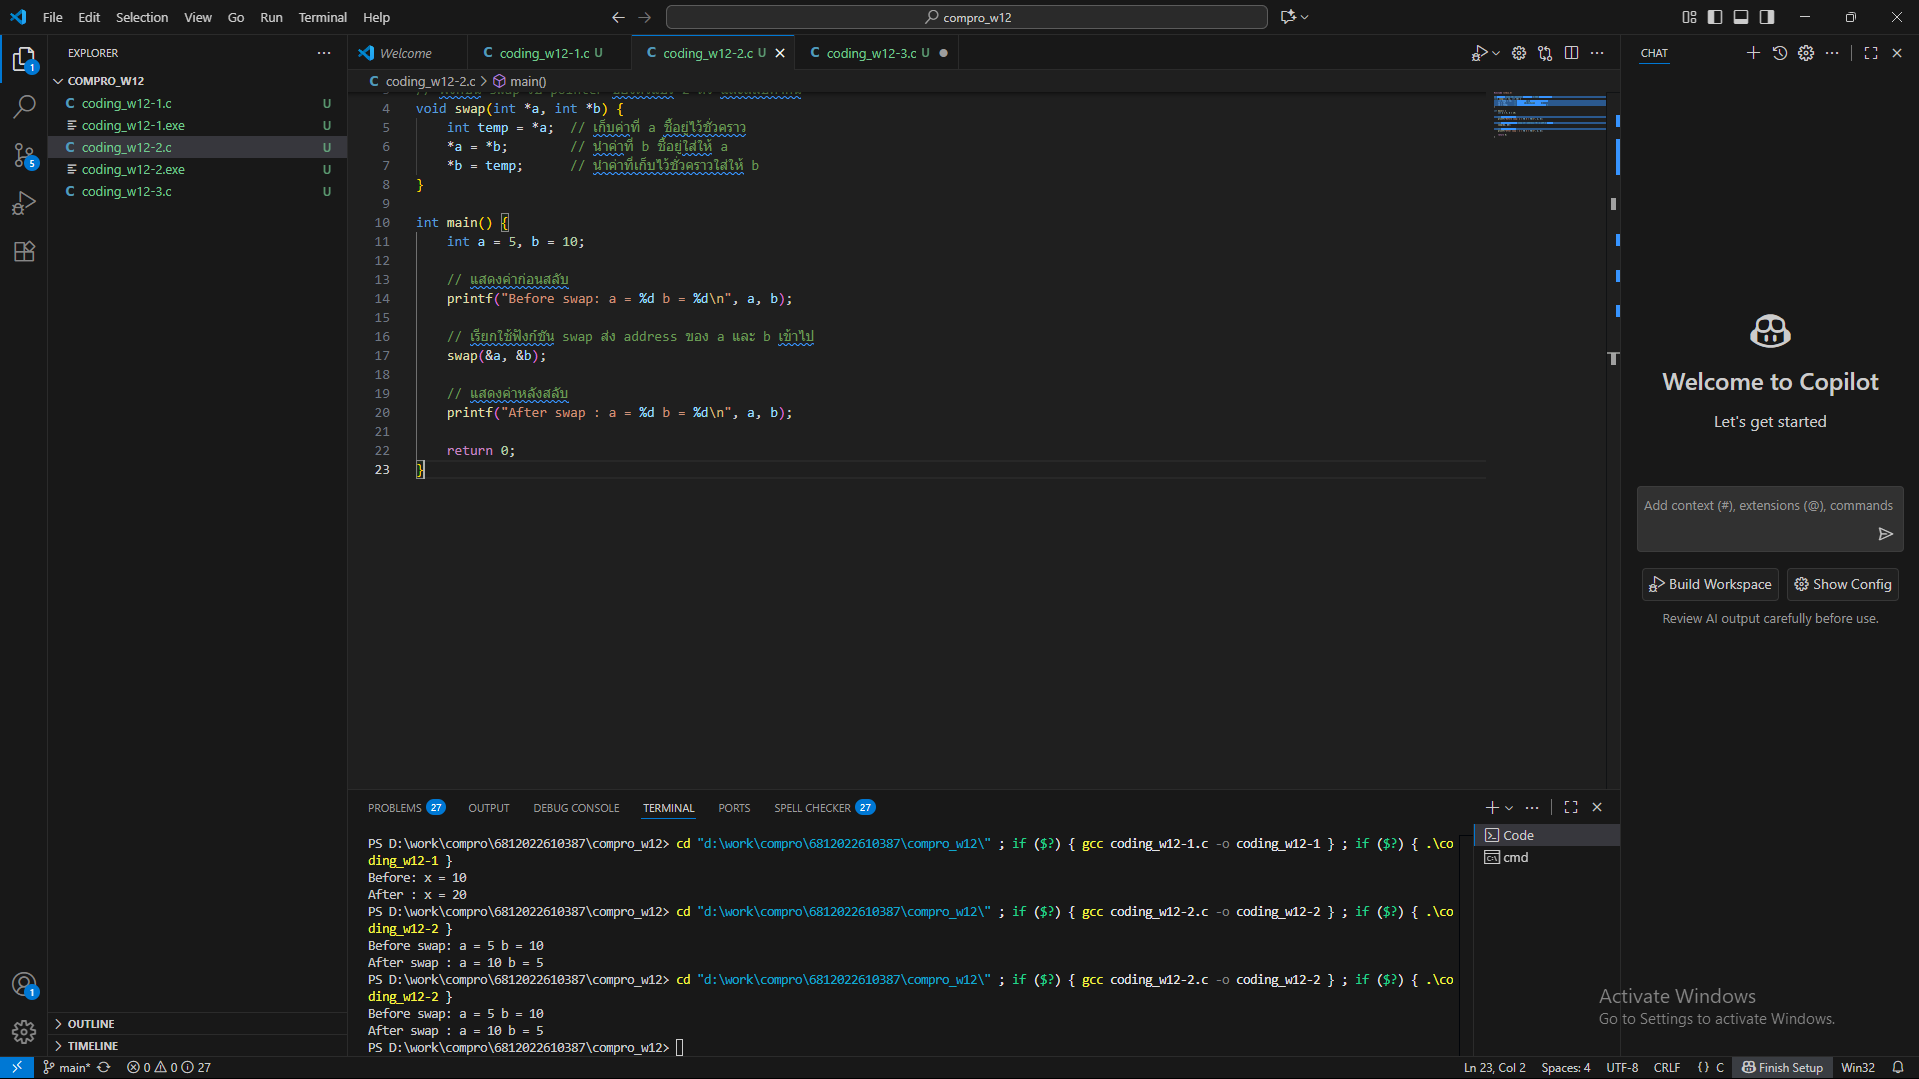 File Edit Selection View Go Run Terminal Help
compro_w12
EXPLORER
COMPRO_W12
coding_w12-1.c U
coding_w12-1.exe U
coding_w12-2.c U
coding_w12-2.exe U
coding_w12-3.c U
OUTLINE
TIMELINE
Welcome
C coding_w12-1.c U
C coding_w12-2.c U
C coding_w12-3.c U
C coding_w12-2.c > main()
4 void swap(int *a, int *b) {
5 int temp = *a; // เก็บค่าที่ a ชี้อยู่ไว้ชั่วคราว
6 *a = *b; // นำค่าที่ b ชี้อยู่ใส่ให้ a
7 *b = temp; // นำค่าที่เก็บไว้ชั่วคราวใส่ให้ b
8 }
9
10 int main() {
11 int a = 5, b = 10;
12
13 // แสดงค่าก่อนสลับ
14 printf("Before swap: a = %d b = %d\n", a, b);
15
16 // เรียกใช้ฟังก์ชัน swap ส่ง address ของ a และ b เข้าไป
17 swap(&a, &b);
18
19 // แสดงค่าหลังสลับ
20 printf("After swap : a = %d b = %d\n", a, b);
21
22 return 0;
23 }
PROBLEMS 27 OUTPUT DEBUG CONSOLE TERMINAL PORTS SPELL CHECKER 27
PS D:\work\compro\6812022610387\compro_w12> cd "d:\work\compro\6812022610387\compro_w12\" ; if ($?) { gcc coding_w12-1.c -o coding_w12-1 } ; if ($?) { .\co
ding_w12-1 }
Before: x = 10
After : x = 20
PS D:\work\compro\6812022610387\compro_w12> cd "d:\work\compro\6812022610387\compro_w12\" ; if ($?) { gcc coding_w12-2.c -o coding_w12-2 } ; if ($?) { .\co
ding_w12-2 }
Before swap: a = 5 b = 10
After swap : a = 10 b = 5
PS D:\work\compro\6812022610387\compro_w12> cd "d:\work\compro\6812022610387\compro_w12\" ; if ($?) { gcc coding_w12-2.c -o coding_w12-2 } ; if ($?) { .\co
ding_w12-2 }
Before swap: a = 5 b = 10
After swap : a = 10 b = 5
PS D:\work\compro\6812022610387\compro_w12>
Code
cmd
CHAT
Welcome to Copilot
Let's get started
Add context (#), extensions (@), commands
Build Workspace Show Config
Review AI output carefully before use.
Activate Windows
Go to Settings to activate Windows.
main* 0 0 27
Ln 23, Col 2 Spaces: 4 UTF-8 CRLF {} C Finish Setup Win32